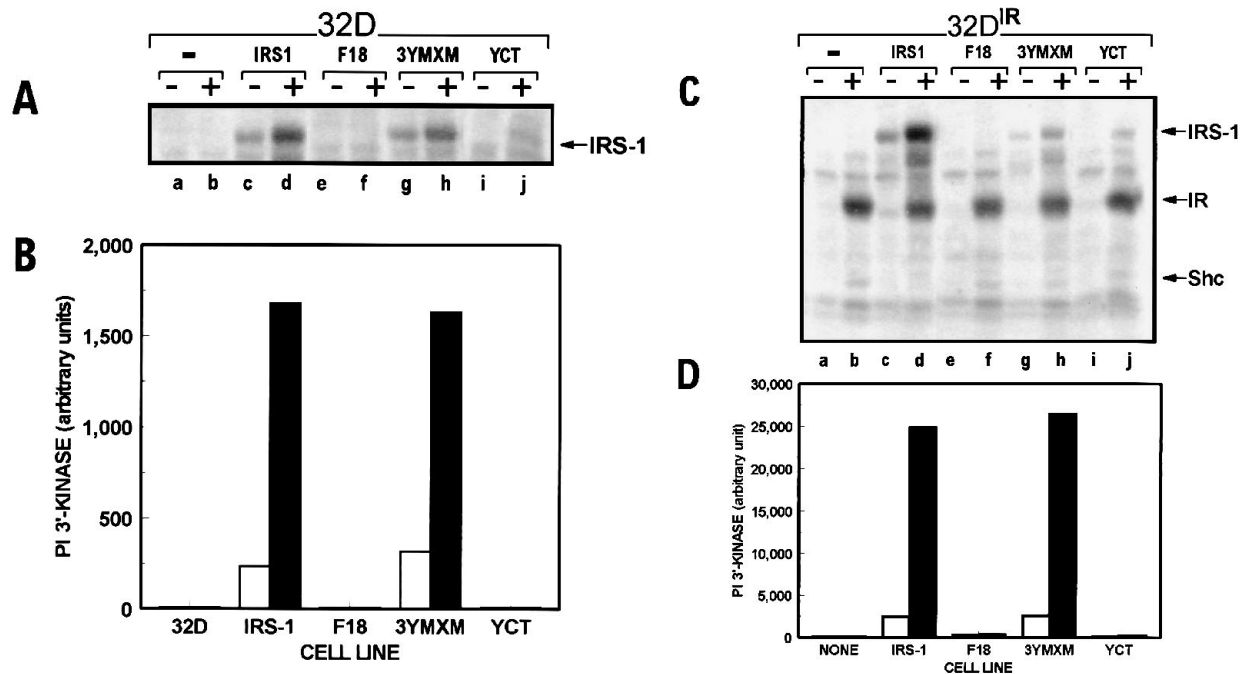 A
32D
- IRS1 F18 3YMXM YCT
- + - + - + - + - +
IRS-1
a b c d e f g h i j
B
PI 3'-KINASE (arbitrary units)
2,000
1,500
1,000
500
0
32D IRS-1 F18 3YMXM YCT
CELL LINE
C
32D^IR
- IRS1 F18 3YMXM YCT
- + - + - + - + - +
IRS-1
IR
Shc
a b c d e f g h i j
D
PI 3'-KINASE (arbitrary unit)
30,000
25,000
20,000
15,000
10,000
5,000
0
NONE IRS-1 F18 3YMXM YCT
CELL LINE